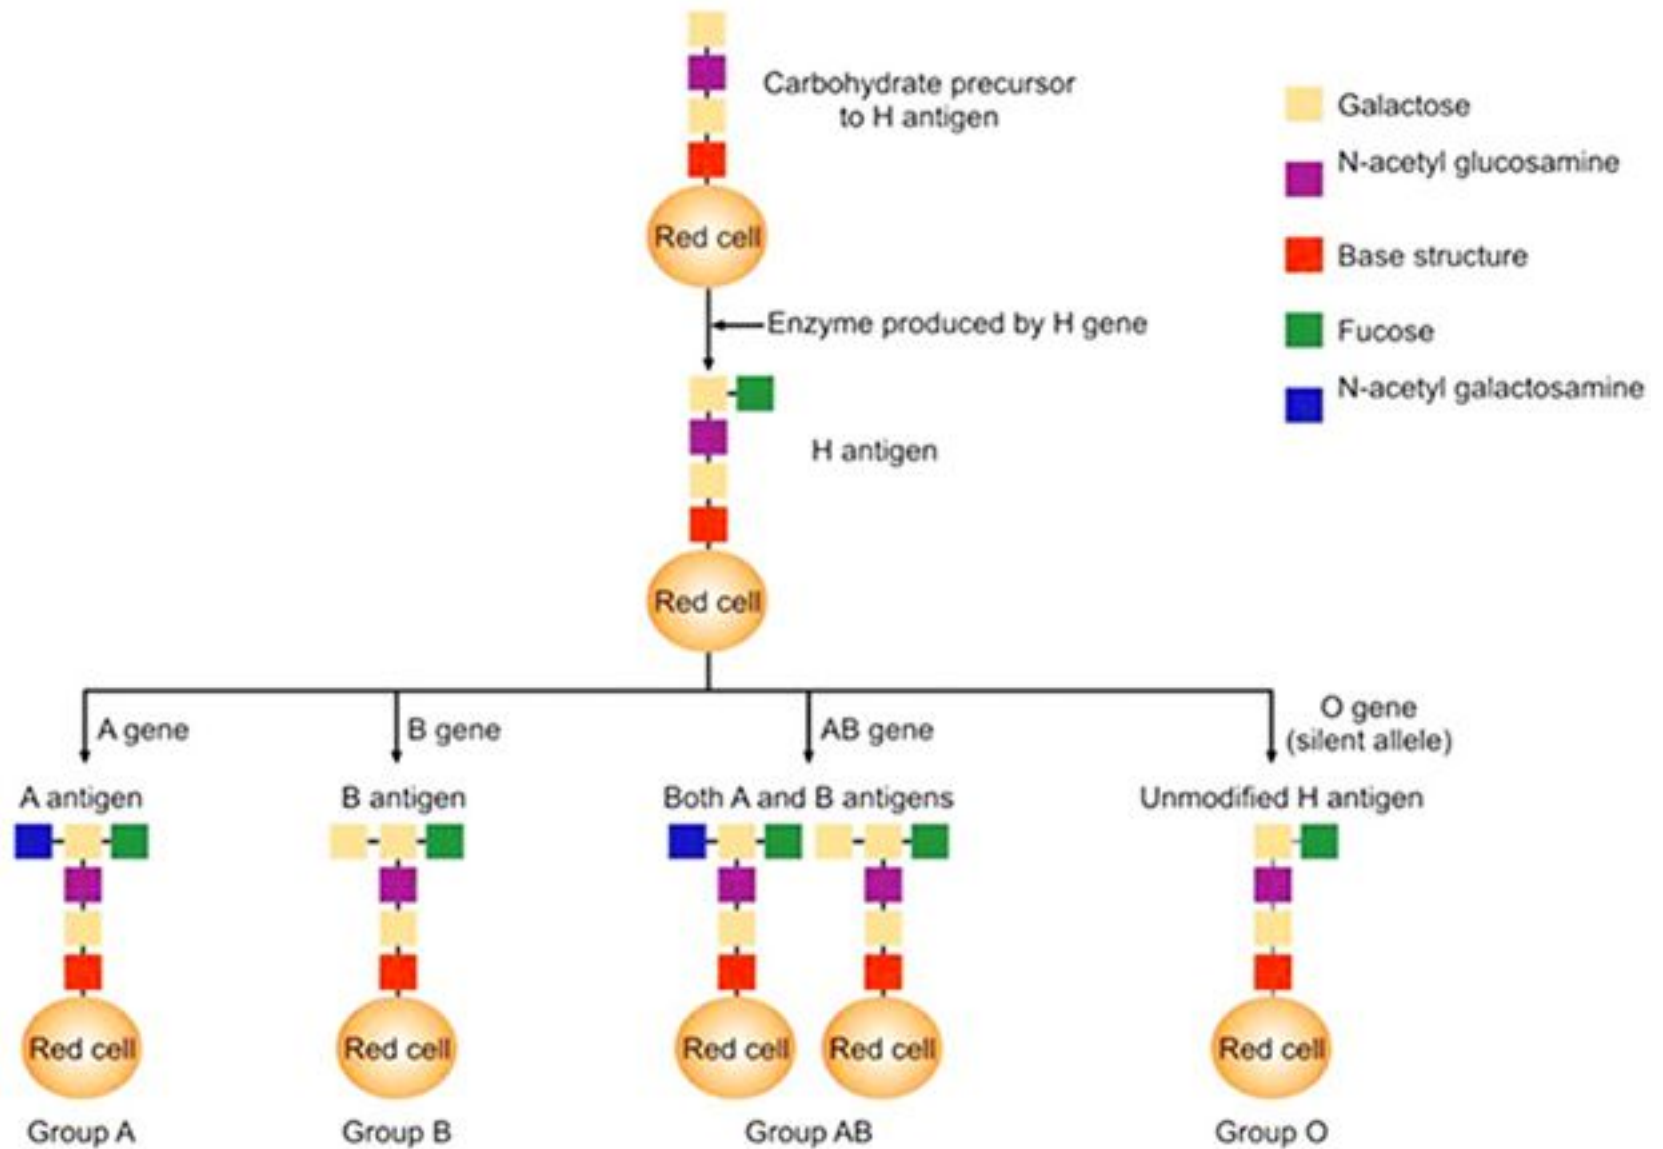 Carbohydrate precursor
to H antigen
Red cell
Enzyme produced by H gene
H antigen
Red cell
Galactose
N-acetyl glucosamine
Base structure
Fucose
N-acetyl galactosamine
A gene
B gene
AB gene
O gene
(silent allele)
A antigen
B antigen
Both A and B antigens
Unmodified H antigen
Red cell
Red cell
Red cell
Red cell
Red cell
Group A
Group B
Group AB
Group O